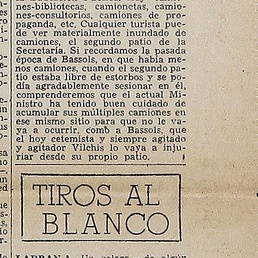 nes-bibliotecas, camionetas, camio-
nes-consultorios, camiones de pro-
paganda, etc. Cualquier turista pue-
de ver materialmente inundado de
camiones, el segundo patio de la
Secretaría. Si recordamos la pasada
época de Bassols, en que había me-
nos camiones, cuando el segundo pa-
tio estaba libre de estorbos y se po-
día agradablemente sesionar en él,
comprenderemos que el actual Mi-
nistro ha tenido buen cuidado de
acumular sus múltiples camiones en
ese mismo sitio para que no le va-
ya a ocurrir, comb a Bassols, que
el hoy cetemista y siempre agitado
y agitador Vilchis lo vaya a inju-
riar desde su propio patio.
TIROS AL
BLANCO